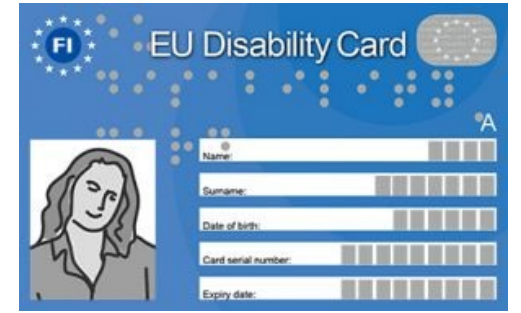 FI
EU Disability Card
A
Name:
Surname:
Date of birth:
Card serial number:
Expiry date: